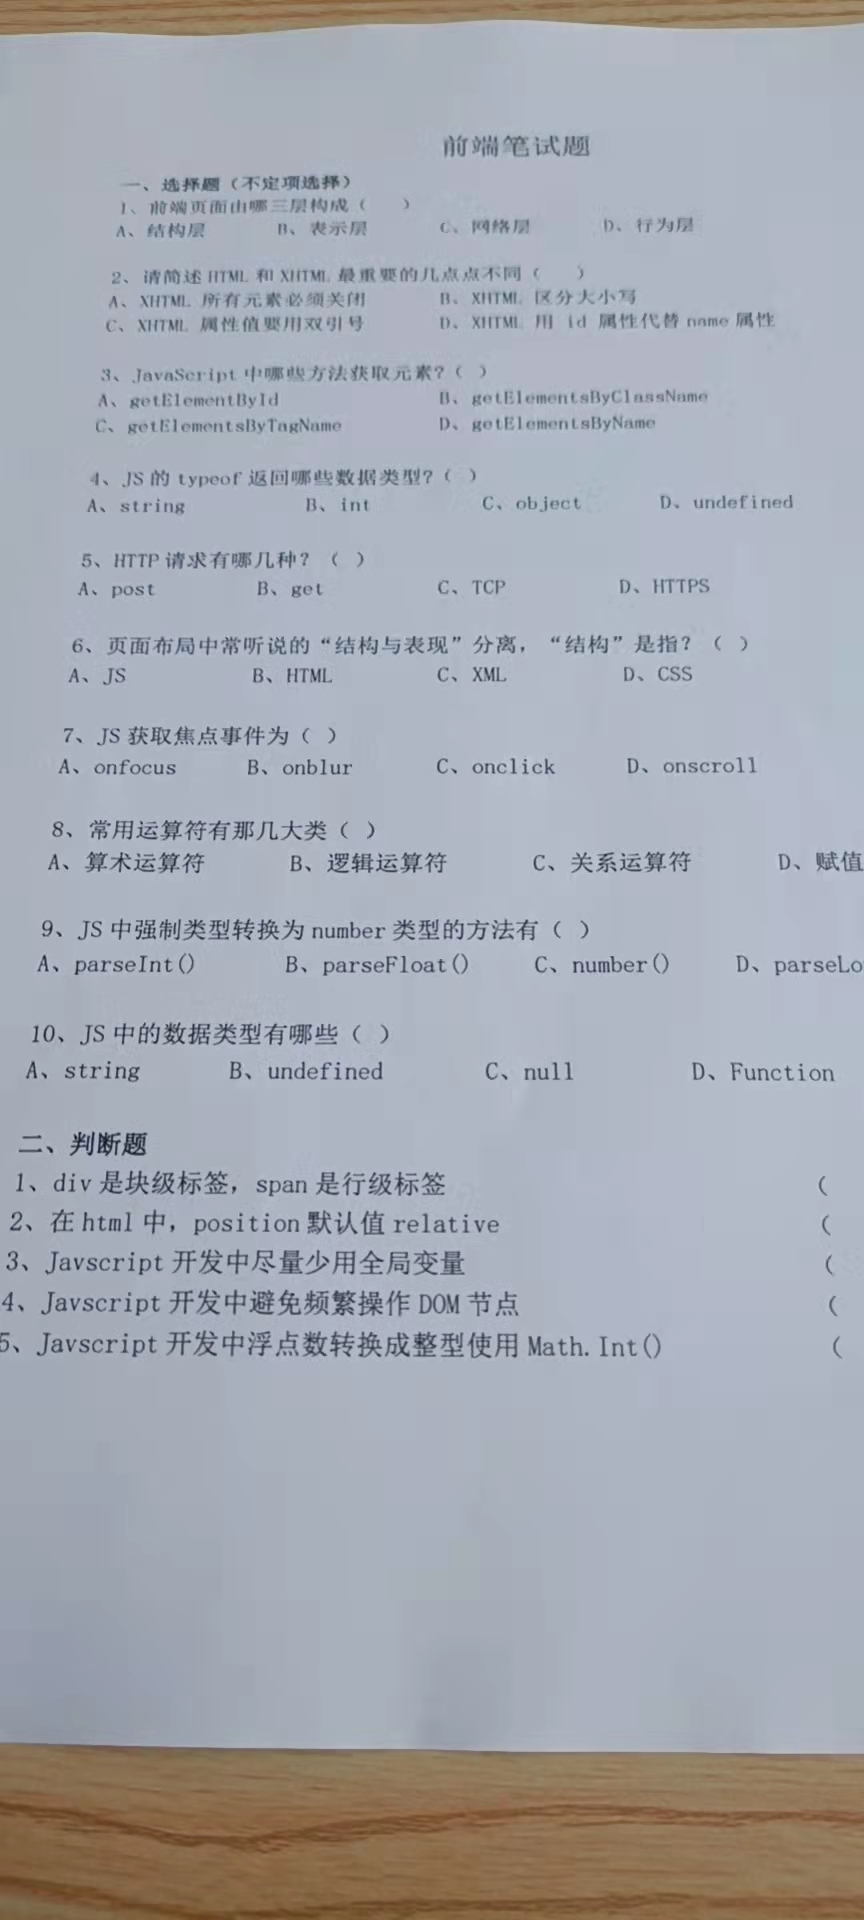 前端笔试题
一、选择题（不定项选择）
1、前端页面由哪三层构成（ ）
A、结构层 B、表示层 C、网络层 D、行为层
2、请简述 HTML 和 XHTML 最重要的几点点不同（ ）
A、XHTML 所有元素必须关闭 B、XHTML 区分大小写
C、XHTML 属性值要用双引号 D、XHTML 用 id 属性代替 name 属性
3、JavaScript 中哪些方法获取元素？（ ）
A、getElementById B、getElementsByClassName
C、getElementsByTagName D、getElementsByName
4、JS 的 typeof 返回哪些数据类型？（ ）
A、string B、int C、object D、undefined
5、HTTP 请求有哪几种？（ ）
A、post B、get C、TCP D、HTTPS
6、页面布局中常听说的“结构与表现”分离，“结构”是指？（ ）
A、JS B、HTML C、XML D、CSS
7、JS 获取焦点事件为（ ）
A、onfocus B、onblur C、onclick D、onscroll
8、常用运算符有那几大类（ ）
A、算术运算符 B、逻辑运算符 C、关系运算符 D、赋值
9、JS 中强制类型转换为 number 类型的方法有（ ）
A、parseInt() B、parseFloat() C、number() D、parseLo
10、JS 中的数据类型有哪些（ ）
A、string B、undefined C、null D、Function
二、判断题
1、div 是块级标签，span 是行级标签 （
2、在 html 中，position 默认值 relative （
3、Javscript 开发中尽量少用全局变量 （
4、Javscript 开发中避免频繁操作 DOM 节点 （
5、Javscript 开发中浮点数转换成整型使用 Math.Int() （